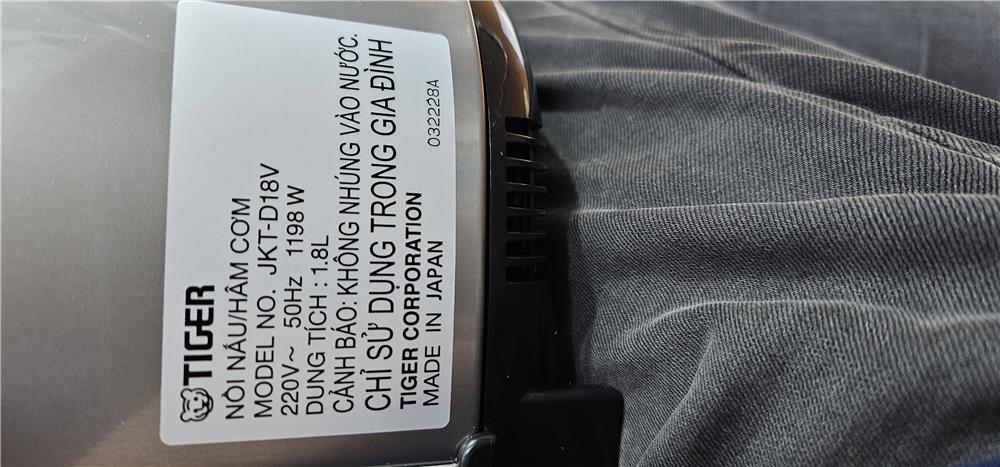 TIGER
NỒI NẤU/HÂM CƠM
MODEL NO. JKT-D18V
220V~ 50Hz 1198 W
DUNG TÍCH : 1.8L
CẢNH BÁO: KHÔNG NHÚNG VÀO NƯỚC.
CHỈ SỬ DỤNG TRONG GIA ĐÌNH
TIGER CORPORATION
MADE IN JAPAN 032228A